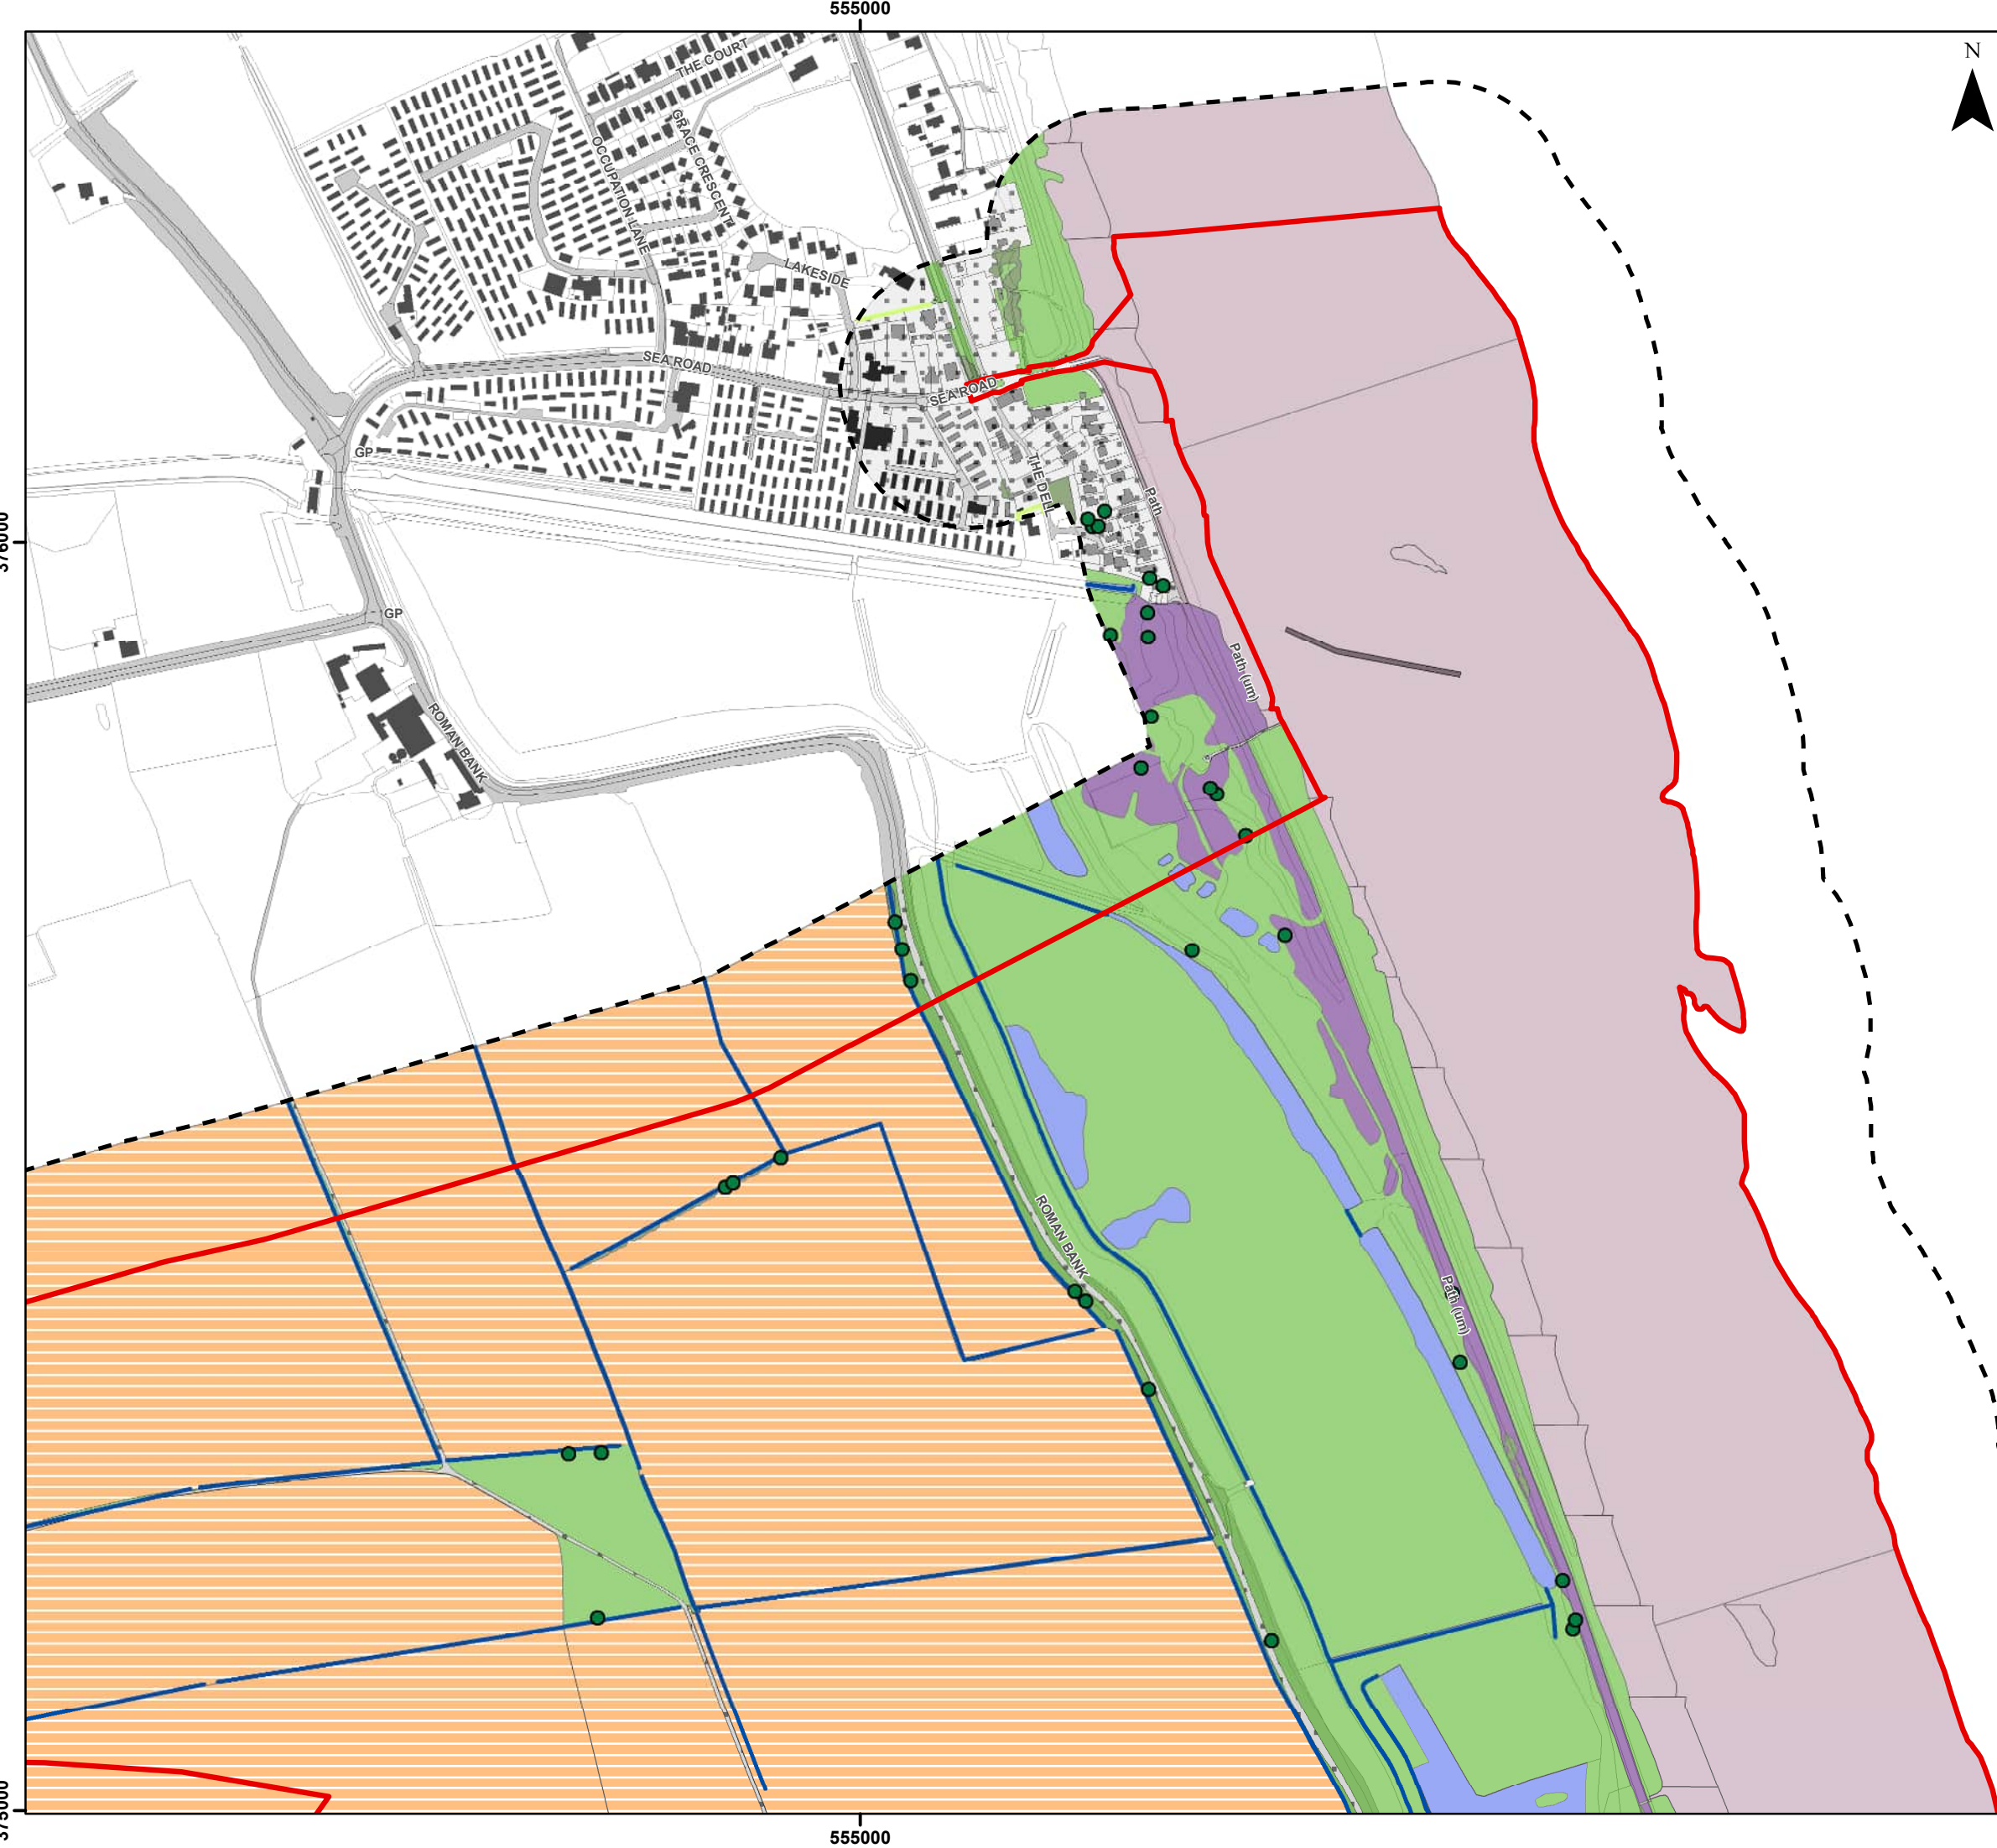 555000
N
THE COURT
GRACE CRESCENT
OCCUPATION LANE
LAKESIDE
SEA ROAD
SEA ROAD
GP
THE DELL
Path
376000
GP
Path (um)
ROMAN BANK
ROMAN BANK
Path (um)
555000